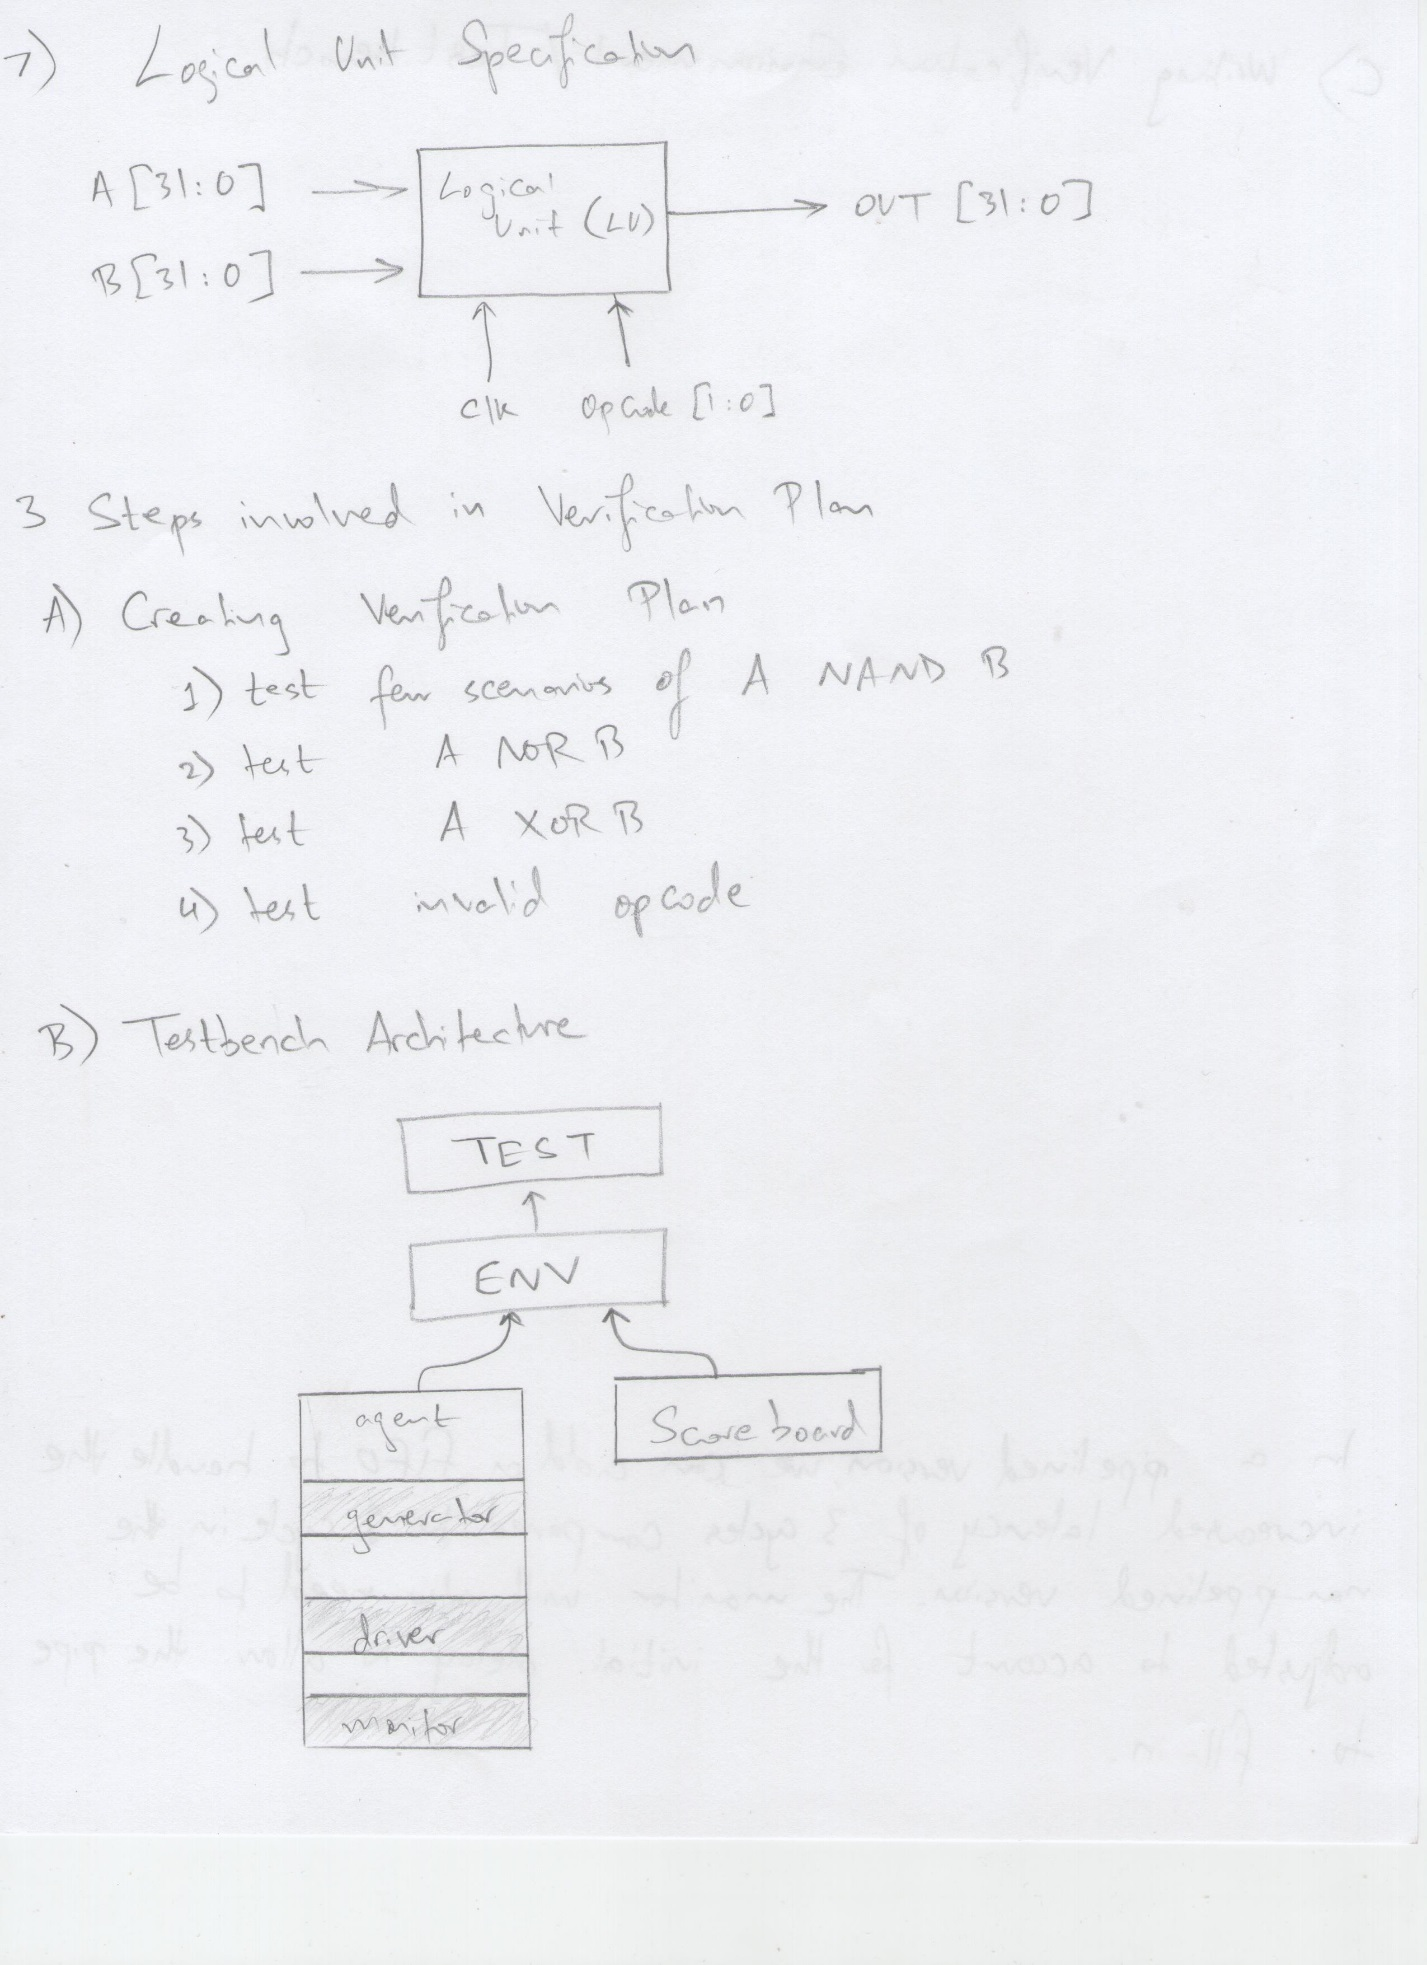 7) Logical Unit Specification
A [31:0]
Logical
Unit (LU)
OUT [31:0]
B [31:0]
clk opcode [1:0]
3 Steps involved in Verification Plan
A) Creating Verification Plan
1) test few scenarios of A NAND B
2) test A NOR B
3) test A XOR B
4) test invalid opcode
B) Testbench Architecture
TEST
ENV
agent
Scoreboard
generator
driver
monitor